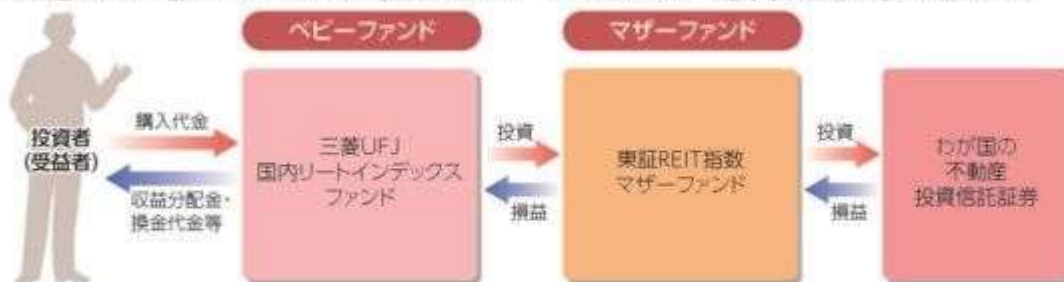 ベビーファンド
マザーファンド
投資者
(受益者)
購入代金
収益分配金・
換金代金等
三菱UFJ
国内リートインデックス
ファンド
投資
損益
東証REIT指数
マザーファンド
投資
損益
わが国の
不動産
投資信託証券